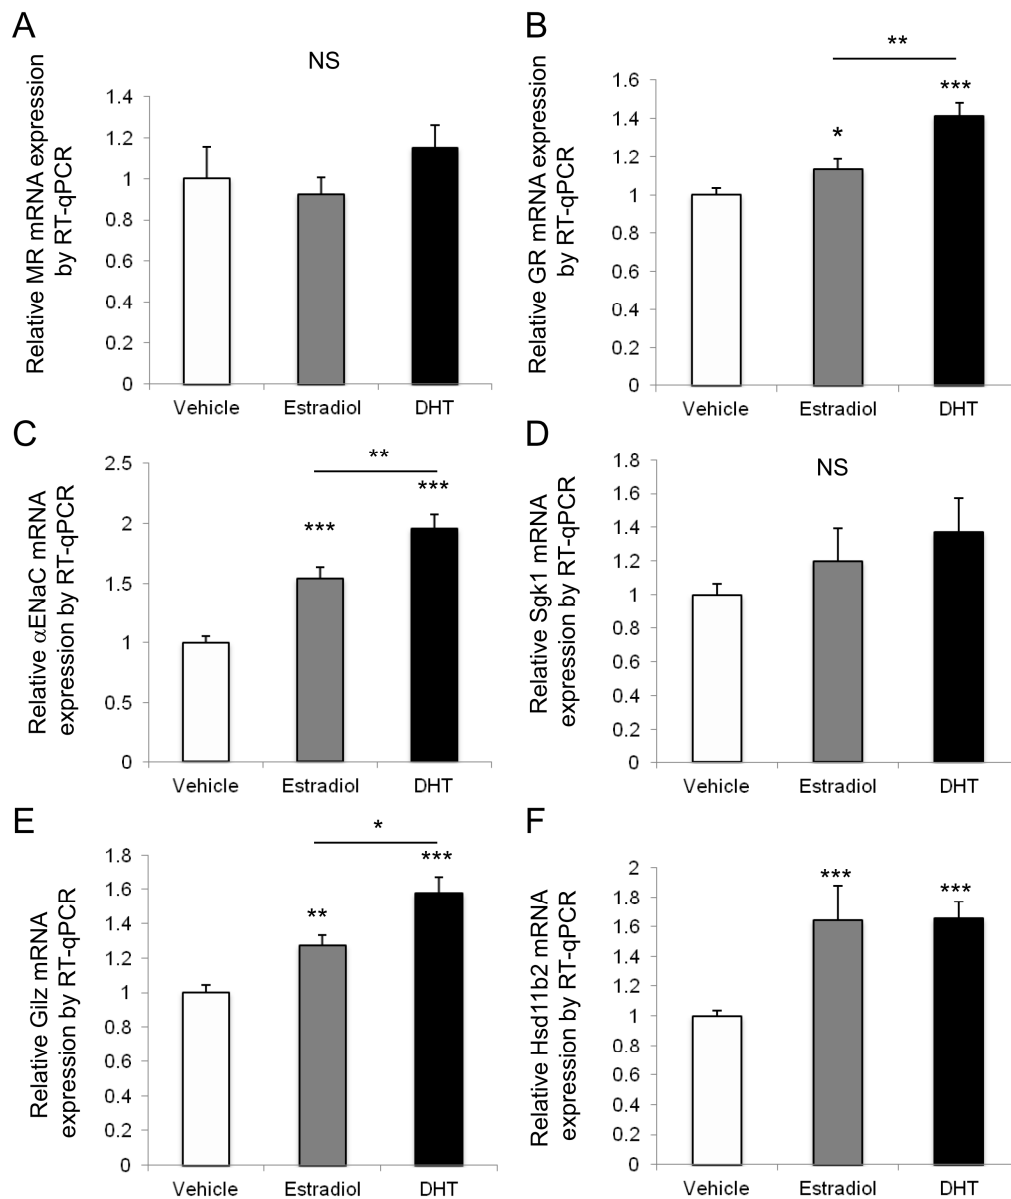 A
Relative MR mRNA expression
by RT-qPCR
NS
1.4
1.2
1
0.8
0.6
0.4
0.2
0
Vehicle Estradiol DHT
B
Relative GR mRNA expression
by RT-qPCR
**
***
*
1.6
1.4
1.2
1
0.8
0.6
0.4
0.2
0
Vehicle Estradiol DHT
C
Relative αENaC mRNA
expression by RT-qPCR
**
***
***
2.5
2
1.5
1
0.5
0
Vehicle Estradiol DHT
D
Relative Sgk1 mRNA
expression by RT-qPCR
NS
1.8
1.6
1.4
1.2
1
0.8
0.6
0.4
0.2
0
Vehicle Estradiol DHT
E
Relative Gilz mRNA
expression by RT-qPCR
*
***
**
1.8
1.6
1.4
1.2
1
0.8
0.6
0.4
0.2
0
Vehicle Estradiol DHT
F
Relative Hsd11b2 mRNA
expression by RT-qPCR
***
***
2
1.8
1.6
1.4
1.2
1
0.8
0.6
0.4
0.2
0
Vehicle Estradiol DHT